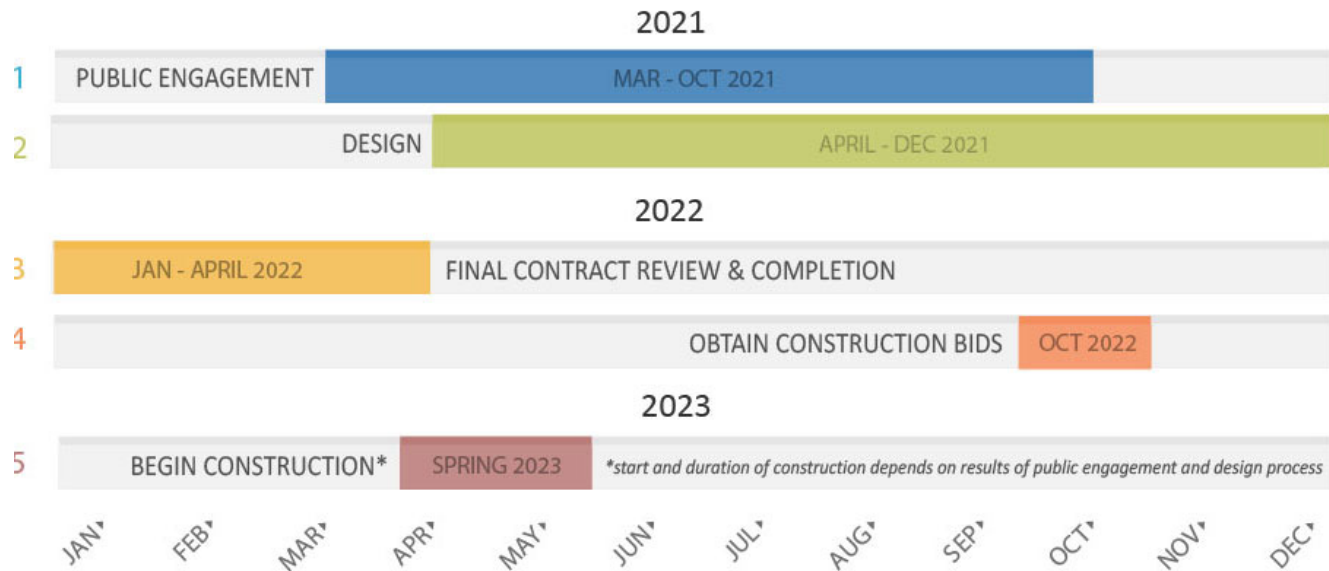 2021
1 PUBLIC ENGAGEMENT MAR - OCT 2021
2 DESIGN APRIL - DEC 2021
2022
3 JAN - APRIL 2022 FINAL CONTRACT REVIEW & COMPLETION
4 OBTAIN CONSTRUCTION BIDS OCT 2022
2023
5 BEGIN CONSTRUCTION* SPRING 2023 *start and duration of construction depends on results of public engagement and design process
JAN FEB MAR APR MAY JUN JUL AUG SEP OCT NOV DEC